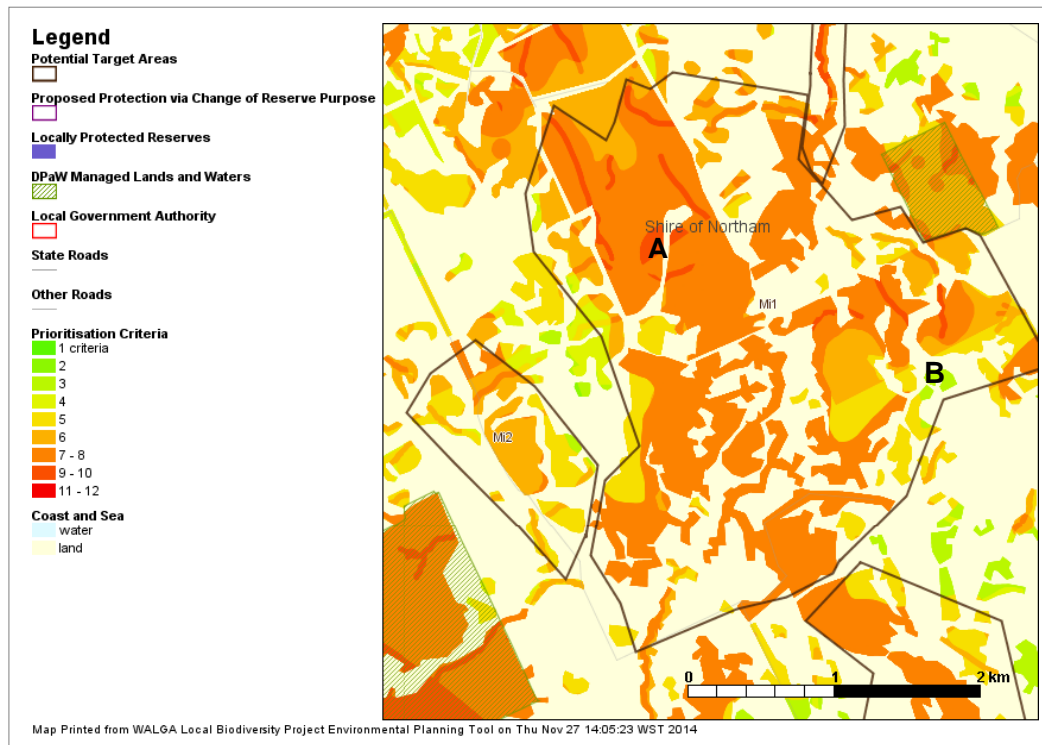 Legend
Potential Target Areas
Proposed Protection via Change of Reserve Purpose
Locally Protected Reserves
DPaW Managed Lands and Waters
Local Government Authority
State Roads
Other Roads
Prioritisation Criteria
1 criteria
2
3
4
5
6
7 - 8
9 - 10
11 - 12
Coast and Sea
water
land
Shire of Northam
A
Mi1
B
Mi2
0 1 2 km
Map Printed from WALGA Local Biodiversity Project Environmental Planning Tool on Thu Nov 27 14:05:23 WST 2014